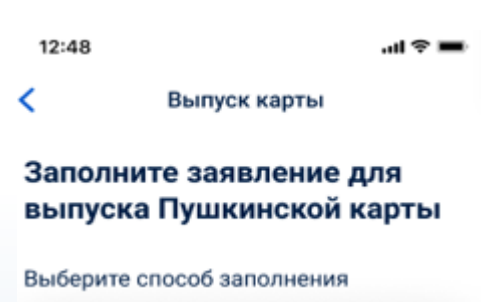 12:48
Выпуск карты
Заполните заявление для
выпуска Пушкинской карты
Выберите способ заполнения